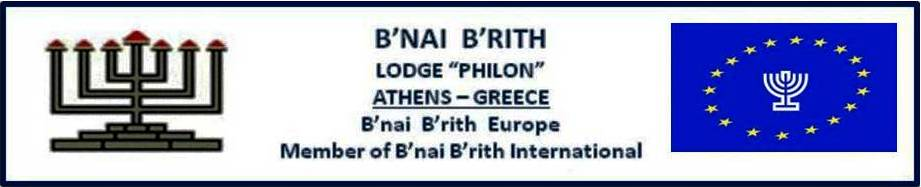 B'NAI B'RITH
LODGE “PHILON”
ATHENS – GREECE
B'nai B'rith Europe
Member of B'nai B'rith International